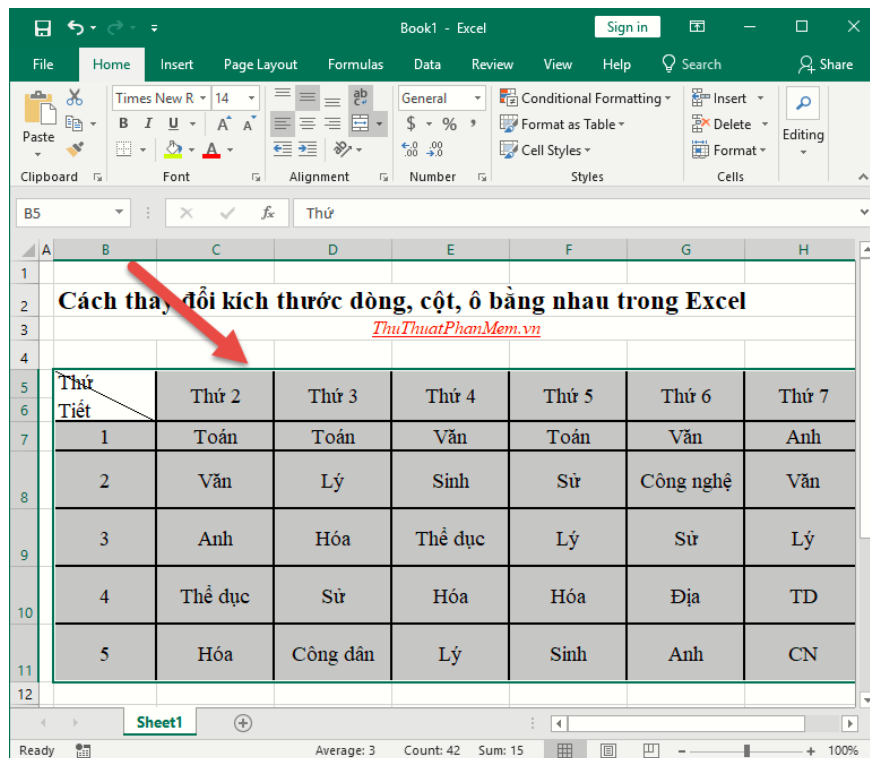 Book1 - Excel Sign in
File Home Insert Page Layout Formulas Data Review View Help Search Share
Times New R 14 ab General Conditional Formatting Insert
Paste B I U A A $ % , Format as Table Delete Editing
A .00 .00 Cell Styles Format
Clipboard Font Alignment Number Styles Cells
B5 fx Thứ
A B C D E F G H
1
2 Cách thay đổi kích thước dòng, cột, ô bằng nhau trong Excel
3 ThuThuatPhanMem.vn
4
5 Thứ Thứ 2 Thứ 3 Thứ 4 Thứ 5 Thứ 6 Thứ 7
6 Tiết
7 1 Toán Toán Văn Toán Văn Anh
8 2 Văn Lý Sinh Sử Công nghệ Văn
9 3 Anh Hóa Thể dục Lý Sử Lý
10 4 Thể dục Sử Hóa Hóa Địa TD
11 5 Hóa Công dân Lý Sinh Anh CN
12
Sheet1
Ready Average: 3 Count: 42 Sum: 15 - + 100%